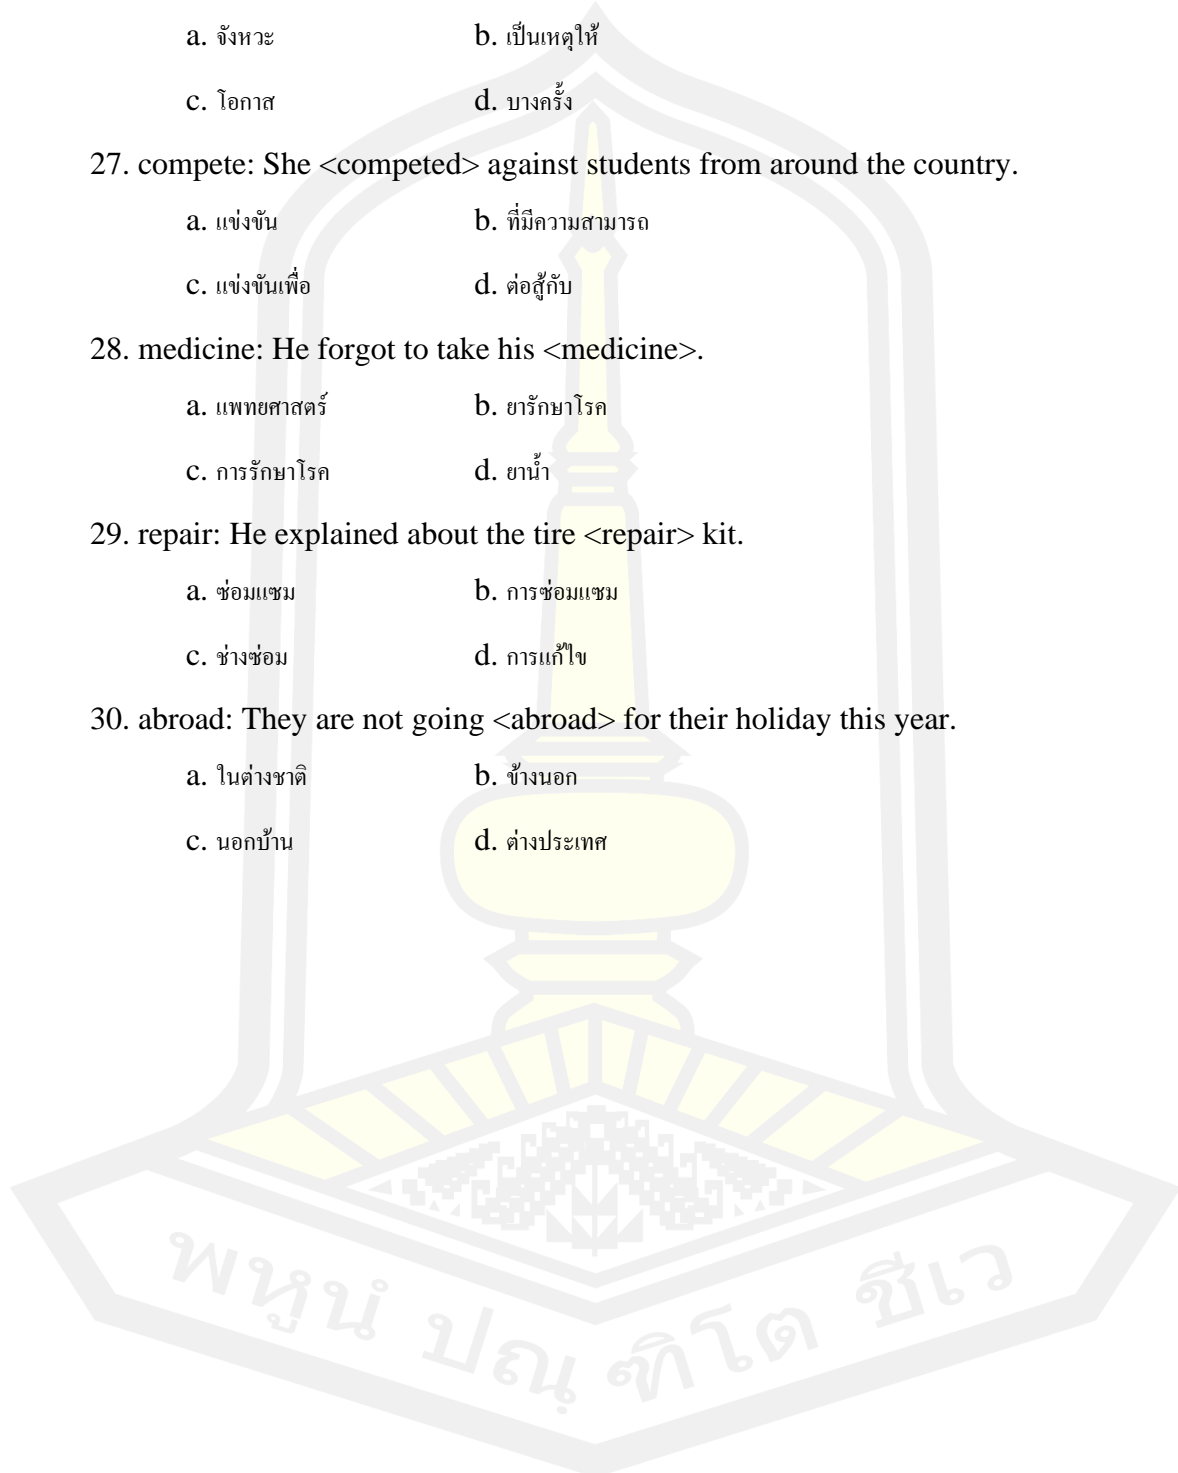 a. จังหวะ b. เป็นเหตุให้
c. โอกาส d. บางครั้ง
27. compete: She <competed> against students from around the country.
a. แข่งขัน b. ที่มีความสามารถ
c. แข่งขันเพื่อ d. ต่อสู้กับ
28. medicine: He forgot to take his <medicine>.
a. แพทยศาสตร์ b. ยารักษาโรค
c. การรักษาโรค d. ยาน้ำ
29. repair: He explained about the tire <repair> kit.
a. ซ่อมแซม b. การซ่อมแซม
c. ช่างซ่อม d. การแก้ไข
30. abroad: They are not going <abroad> for their holiday this year.
a. ในต่างชาติ b. ข้างนอก
c. นอกบ้าน d. ต่างประเทศ
พหูนํ ปณฺฑิโต ชีเว